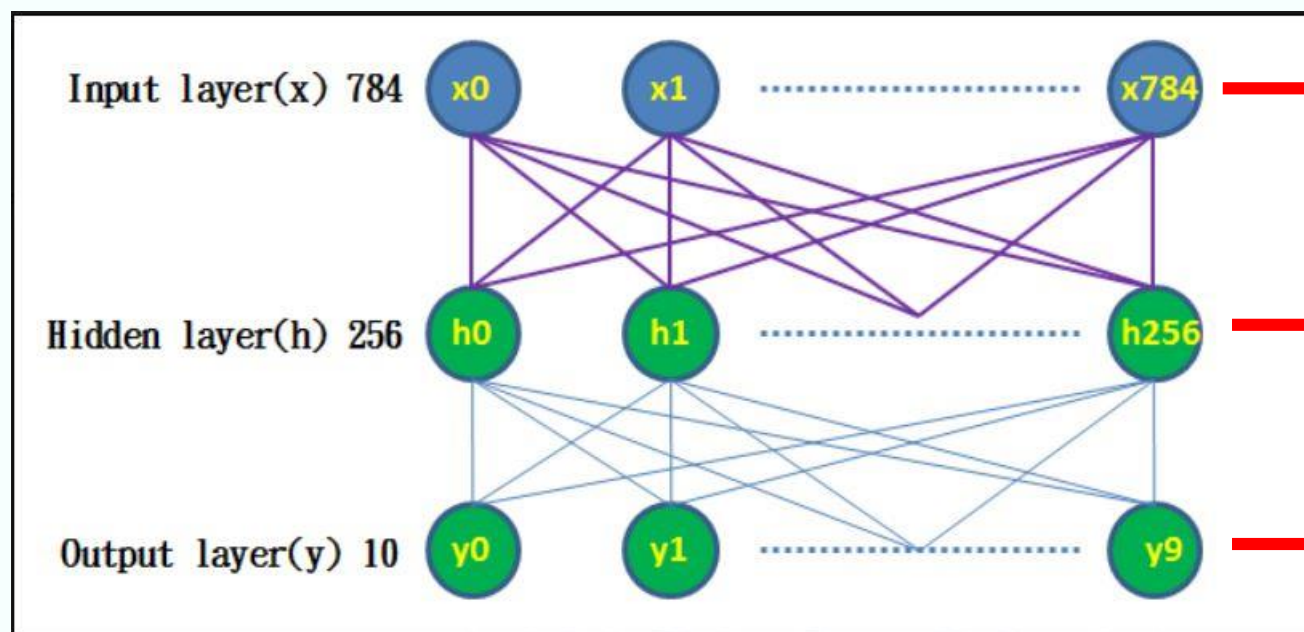 Input layer(x) 784 x0 x1 x784
Hidden layer(h) 256 h0 h1 h256
Output layer(y) 10 y0 y1 y9